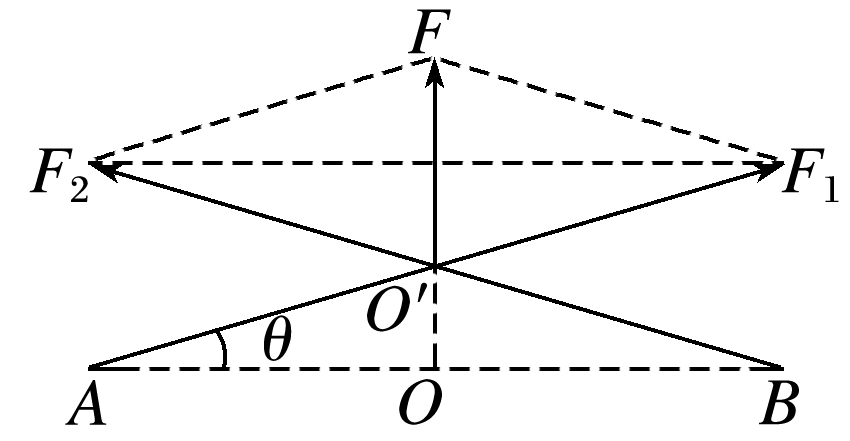 F
F₂ F₁
O′
θ
A O B